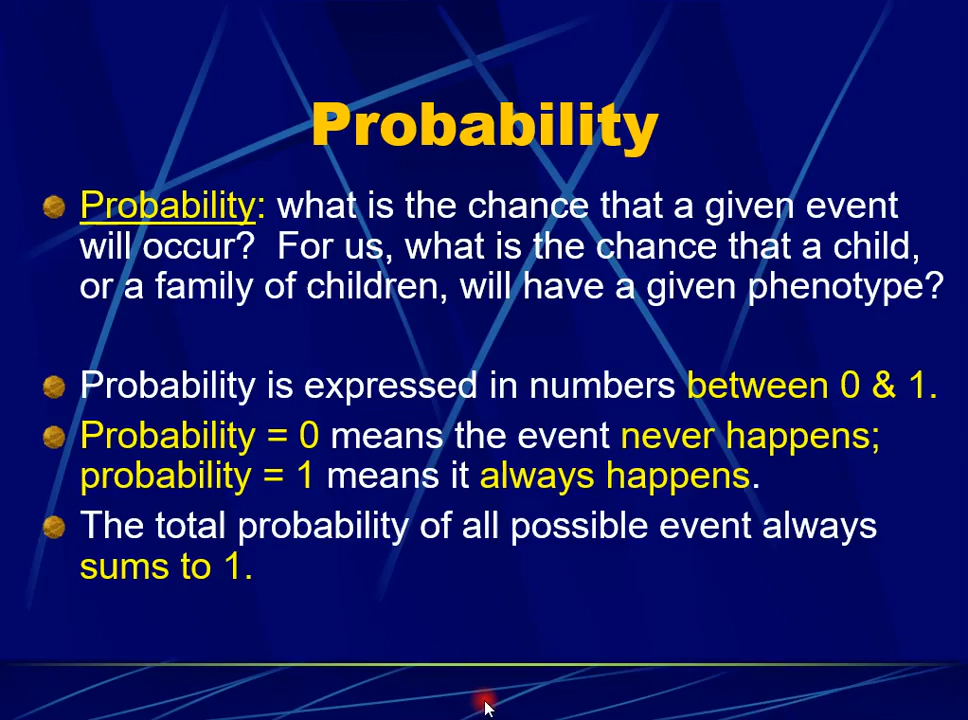 Probability
Probability: what is the chance that a given event
will occur? For us, what is the chance that a child,
or a family of children, will have a given phenotype?
Probability is expressed in numbers between 0 & 1.
Probability = 0 means the event never happens;
probability = 1 means it always happens.
The total probability of all possible event always
sums to 1.